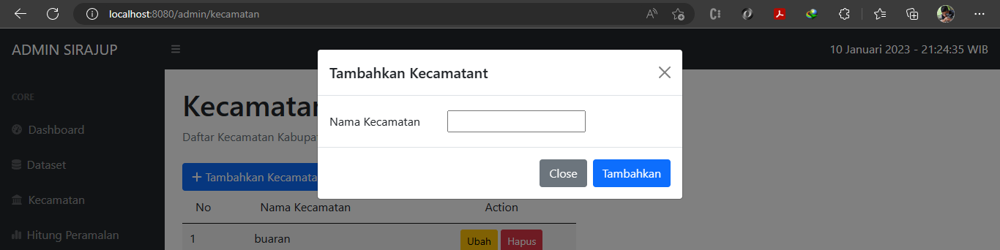 localhost:8080/admin/kecamatan
ADMIN SIRAJUP
10 Januari 2023 - 21:24:35 WIB
Tambahkan Kecamatant
Nama Kecamatan
Close
Tambahkan
CORE
Dashboard
Dataset
Kecamatan
Hitung Peramalan
Kecamatan
Daftar Kecamatan Kabupa
Tambahkan Kecamata
No Nama Kecamatan Action
1 buaran Ubah Hapus